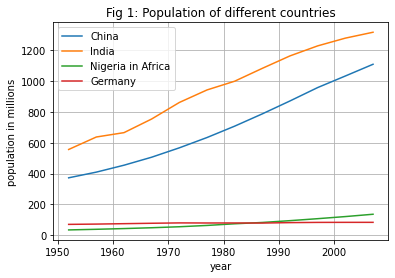 Fig 1: Population of different countries
China
India
Nigeria in Africa
Germany
population in millions
1200
1000
800
600
400
200
0
1950 1960 1970 1980 1990 2000
year